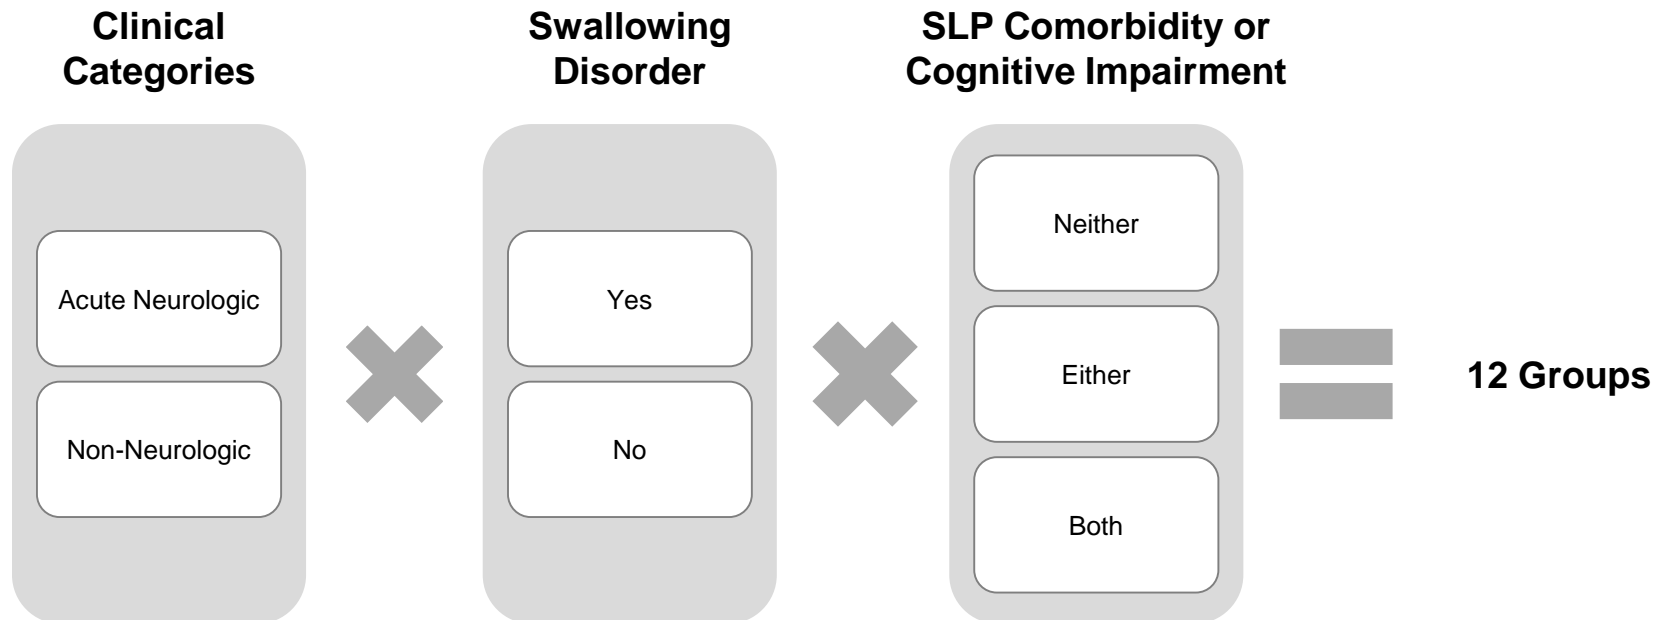 Clinical
Categories
Swallowing
Disorder
SLP Comorbidity or
Cognitive Impairment
Acute Neurologic
Non-Neurologic
Yes
No
Neither
Either
Both
12 Groups